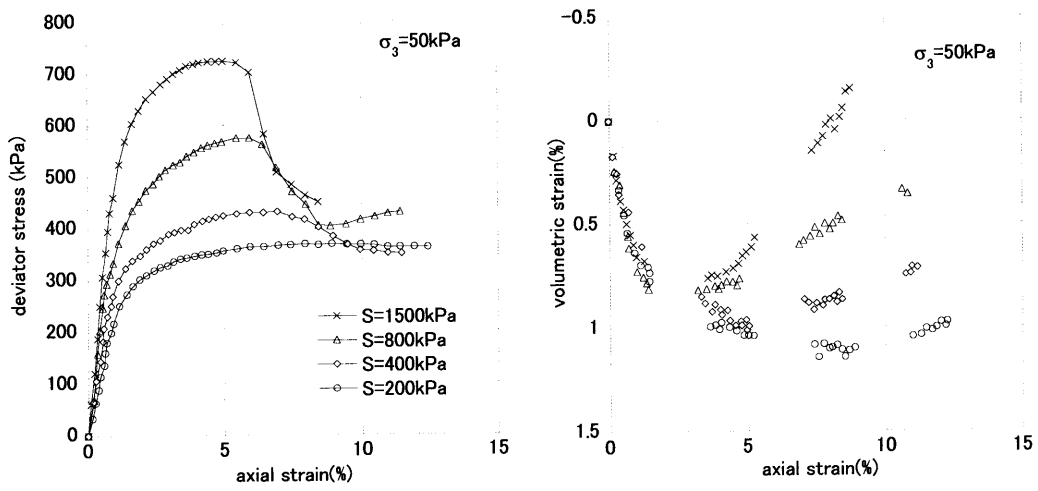 800
700
600
500
400
300
200
100
0
deviator stress (kPa)
σ3=50kPa
S=1500kPa
S=800kPa
S=400kPa
S=200kPa
0 5 10 15
axial strain(%)
-0.5
0
0.5
1
1.5
volumetric strain(%)
σ3=50kPa
0 5 10 15
axial strain(%)